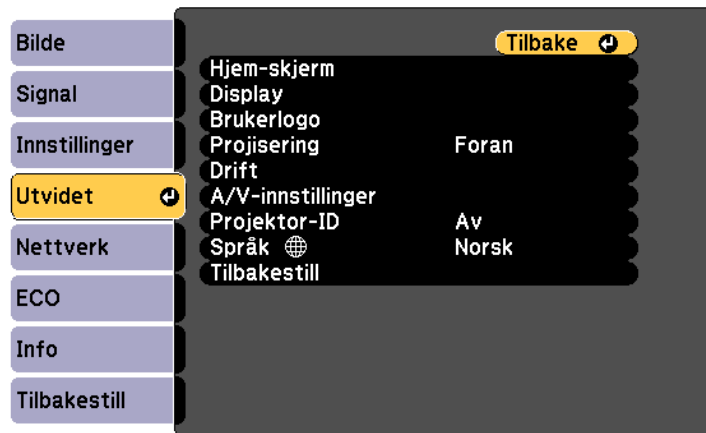 Bilde
Signal
Innstillinger
Utvidet
Nettverk
ECO
Info
Tilbakestill
Tilbake
Hjem-skjerm
Display
Brukerlogo
Projisering Foran
Drift
A/V-innstillinger
Projektor-ID Av
Språk Norsk
Tilbakestill